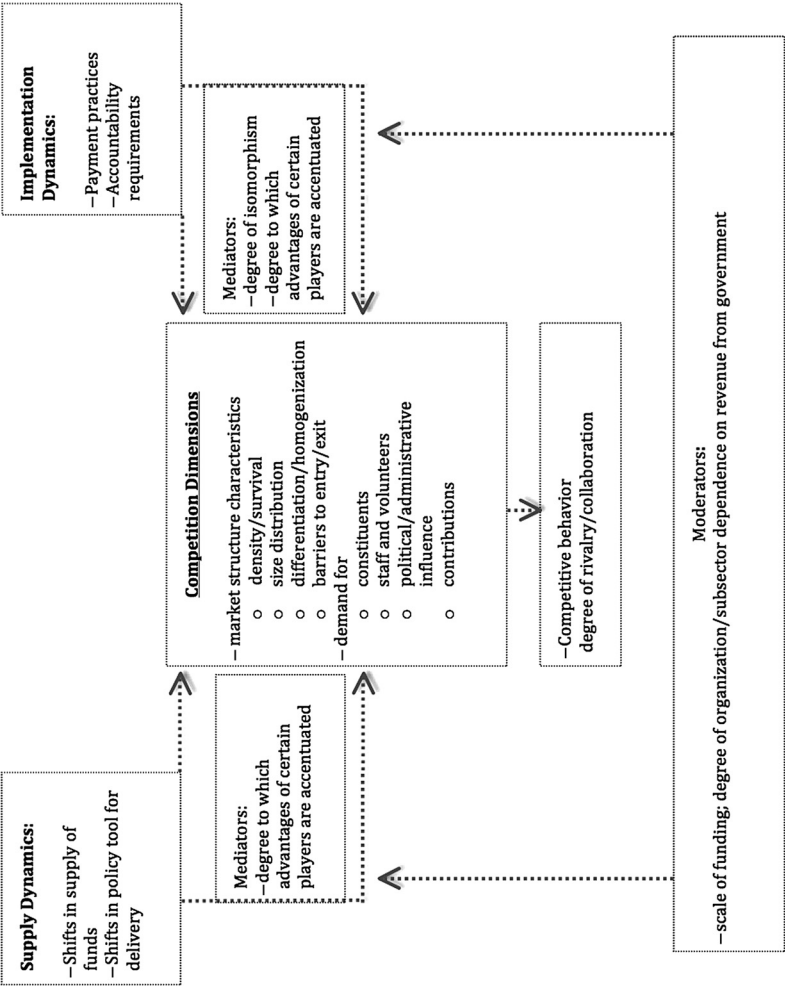 Supply Dynamics:
–Shifts in supply of
funds
–Shifts in policy tool for
delivery
Mediators:
–degree to which
advantages of certain
players are accentuated
Competition Dimensions
– market structure characteristics
o density/survival
o size distribution
o differentiation/homogenization
o barriers to entry/exit
– demand for
o constituents
o staff and volunteers
o political/administrative
influence
o contributions
Implementation
Dynamics:
–Payment practices
–Accountability
requirements
Mediators:
–degree of isomorphism
–degree to which
advantages of certain
players are accentuated
–Competitive behavior
degree of rivalry/collaboration
Moderators:
–scale of funding; degree of organization/subsector dependence on revenue from government